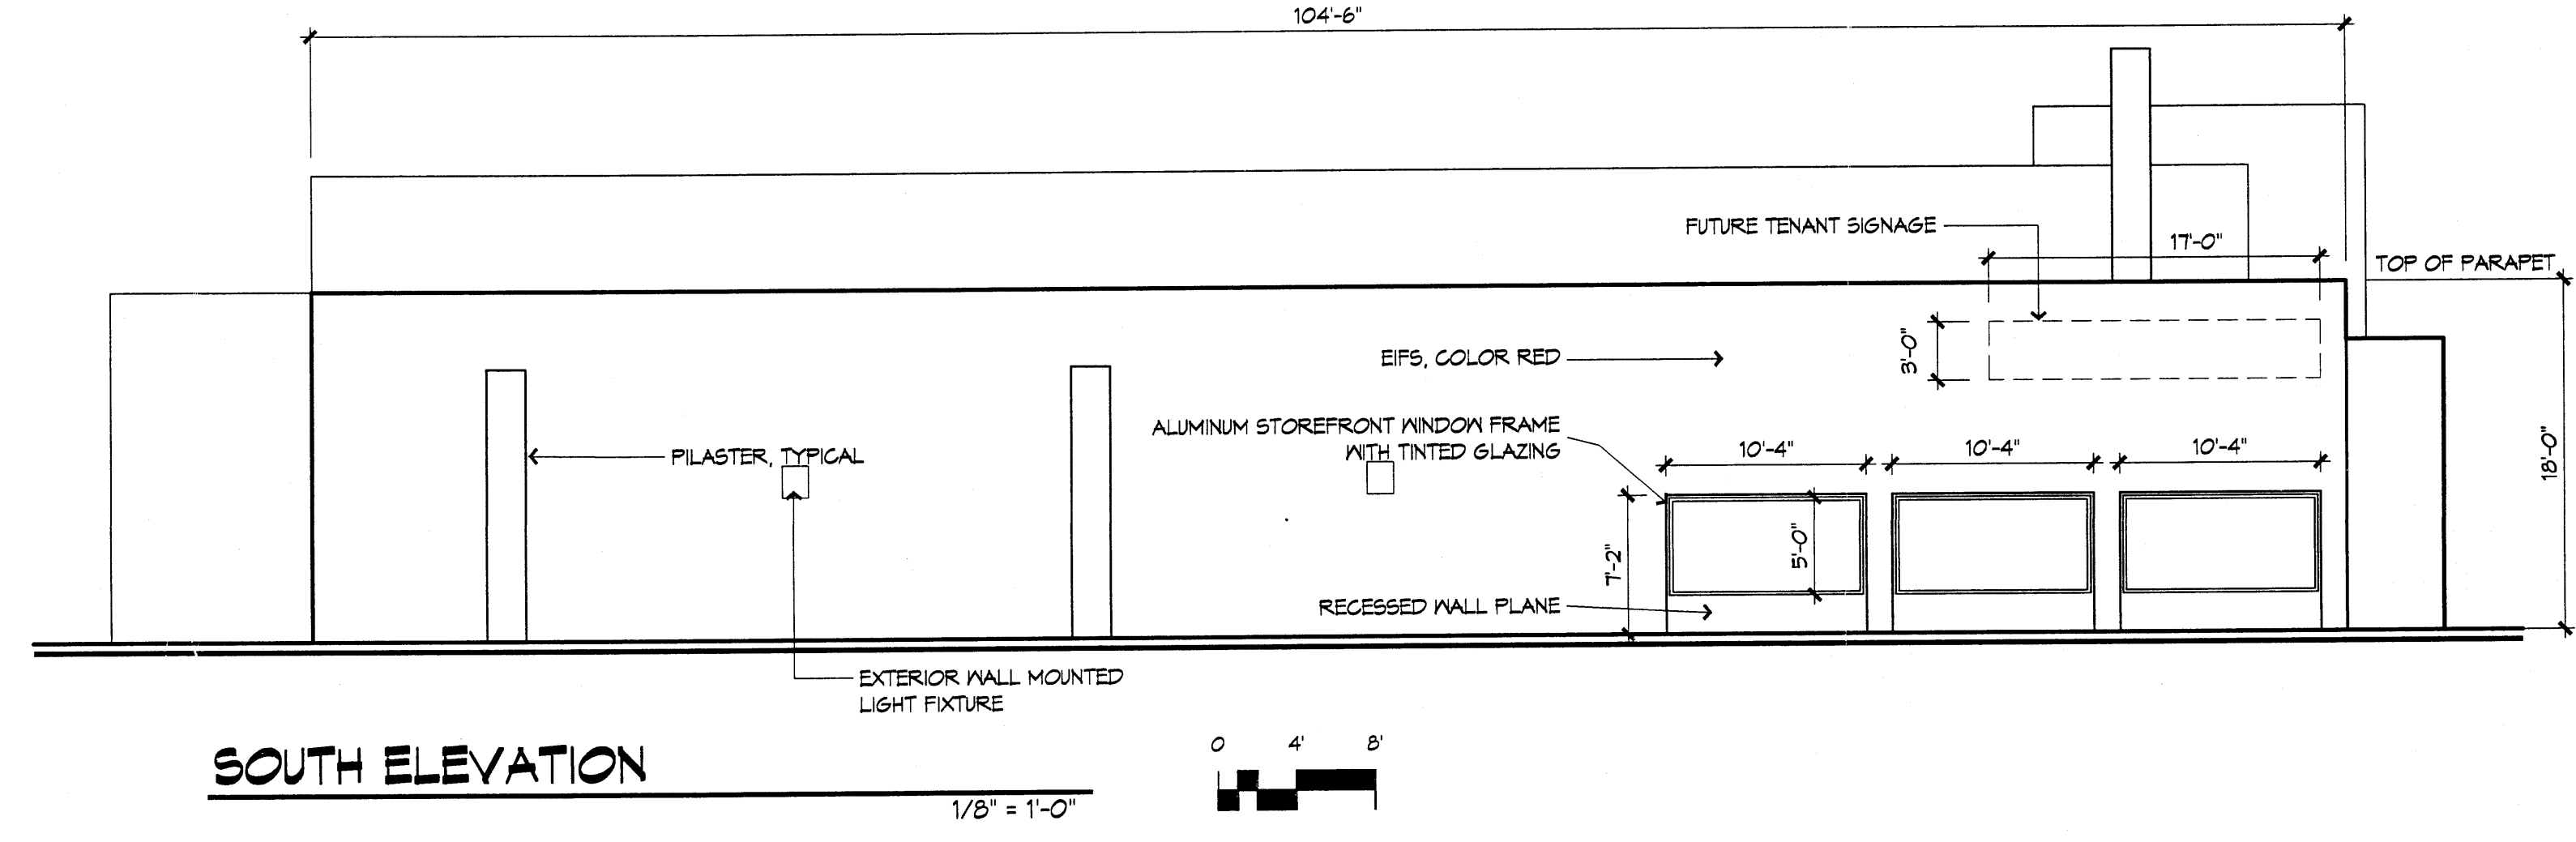 104'-6"
FUTURE TENANT SIGNAGE
17'-0"
TOP OF PARAPET
3'-0"
EIFS, COLOR RED
ALUMINUM STOREFRONT WINDOW FRAME
WITH TINTED GLAZING
10'-4"
10'-4"
10'-4"
18'-0"
PILASTER, TYPICAL
7'-2"
5'-0"
RECESSED WALL PLANE
EXTERIOR WALL MOUNTED
LIGHT FIXTURE
SOUTH ELEVATION
1/8" = 1'-0"
0 4' 8'